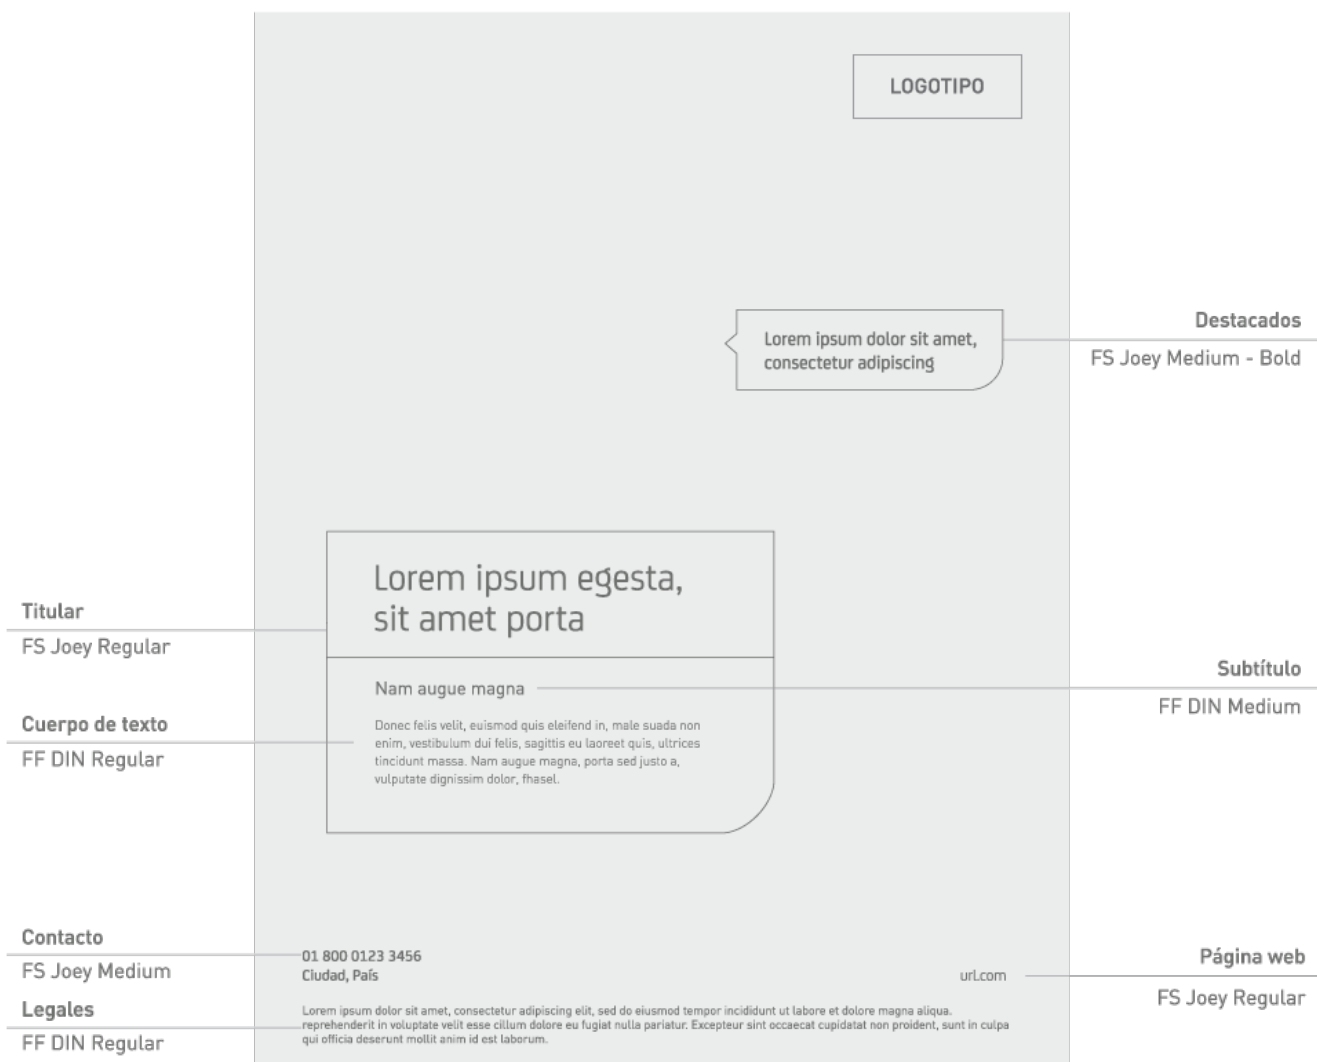 LOGOTIPO
Destacados
FS Joey Medium - Bold
Lorem ipsum dolor sit amet,
consectetur adipiscing
Lorem ipsum egesta,
sit amet porta
Titular
FS Joey Regular
Nam augue magna
Subtítulo
FF DIN Medium
Cuerpo de texto
FF DIN Regular
Donec felis velit, euismod quis eleifend in, male suada non
enim, vestibulum dui felis, sagittis eu laoreet quis, ultrices
tincidunt massa. Nam augue magna, porta sed justo a,
vulputate dignissim dolor, fhasel.
Contacto
FS Joey Medium
01 800 0123 3456
Ciudad, País
url.com
Página web
FS Joey Regular
Legales
FF DIN Regular
Lorem ipsum dolor sit amet, consectetur adipiscing elit, sed do eiusmod tempor incididunt ut labore et dolore magna aliqua.
reprehenderit in voluptate velit esse cillum dolore eu fugiat nulla pariatur. Excepteur sint occaecat cupidatat non proident, sunt in culpa
qui officia deserunt mollit anim id est laborum.